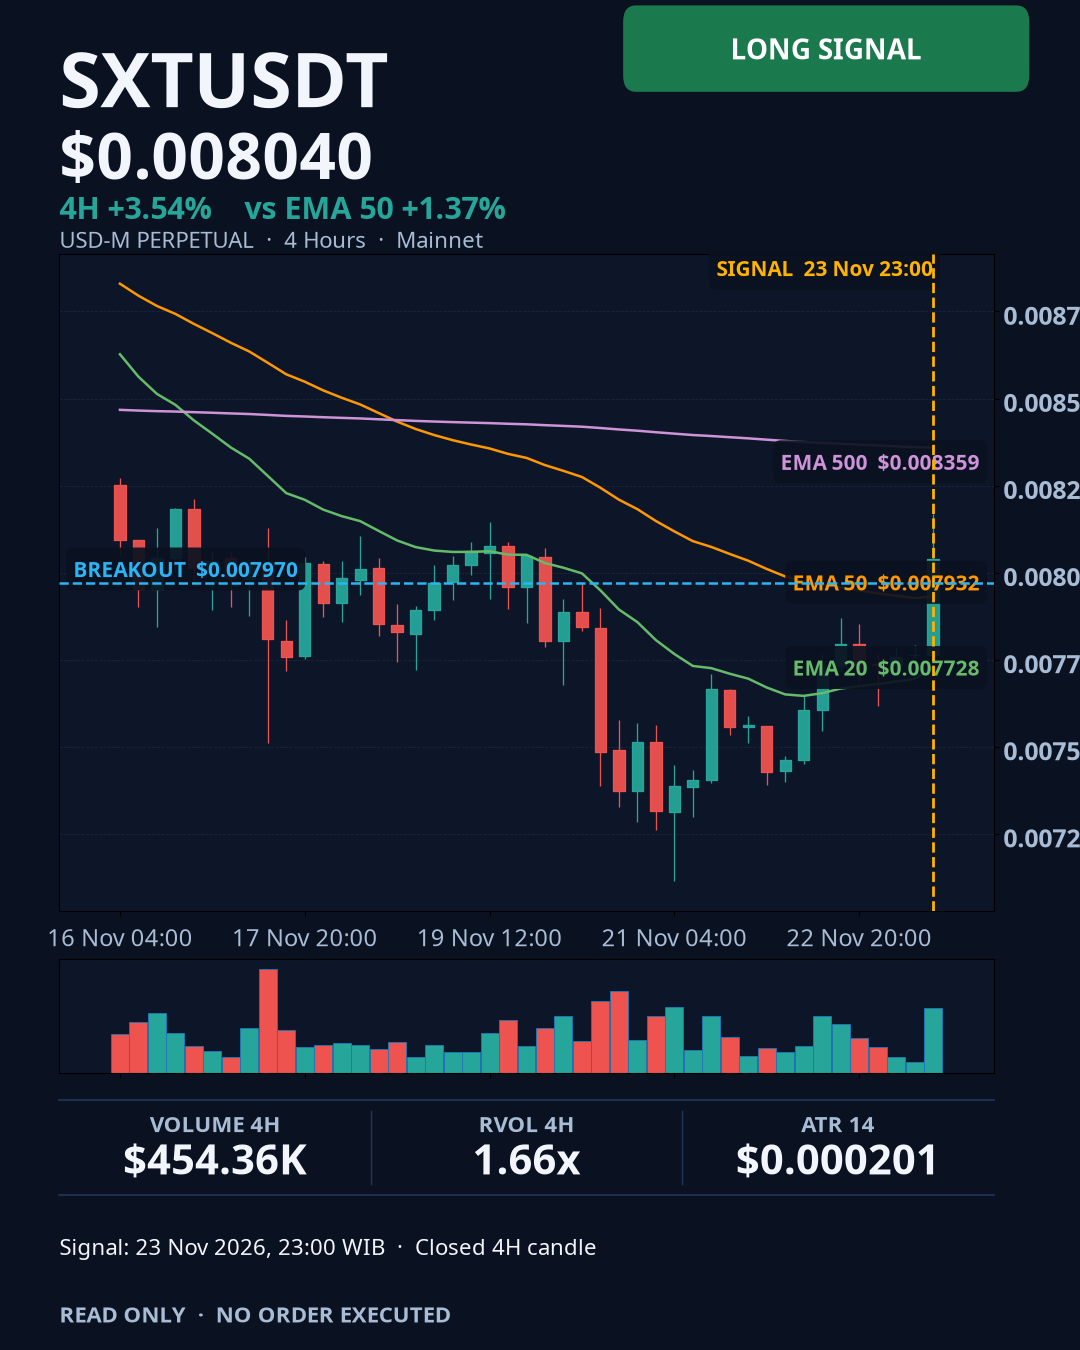 LONG SIGNAL
SXTUSDT
$0.008040
4H +3.54% vs EMA 50 +1.37%
USD-M PERPETUAL · 4 Hours · Mainnet
SIGNAL 23 Nov 23:00
0.0087
0.0085
EMA 500 $0.008359
0.0082
BREAKOUT $0.007970
0.0080
EMA 50 $0.007932
0.0077
EMA 20 $0.007728
0.0075
0.0072
16 Nov 04:00
17 Nov 20:00
19 Nov 12:00
21 Nov 04:00
22 Nov 20:00
VOLUME 4H
$454.36K
RVOL 4H
1.66x
ATR 14
$0.000201
Signal: 23 Nov 2026, 23:00 WIB · Closed 4H candle
READ ONLY · NO ORDER EXECUTED